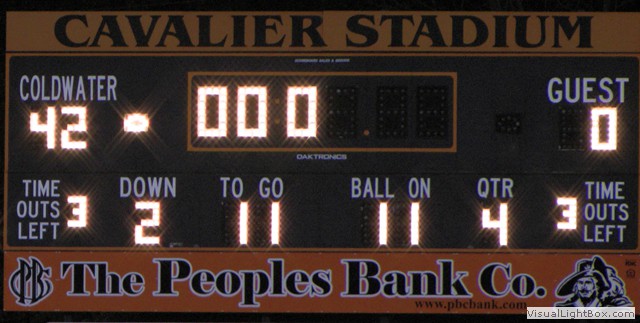 CAVALIER STADIUM
COLDWATER 000 GUEST
42 0
DAKTRONICS
TIME OUTS LEFT 3 DOWN 2 TO GO 11 BALL ON 11 QTR 4 3 TIME OUTS LEFT
PBC The Peoples Bank Co.
www.pbcbank.com
VisualLightBox.com